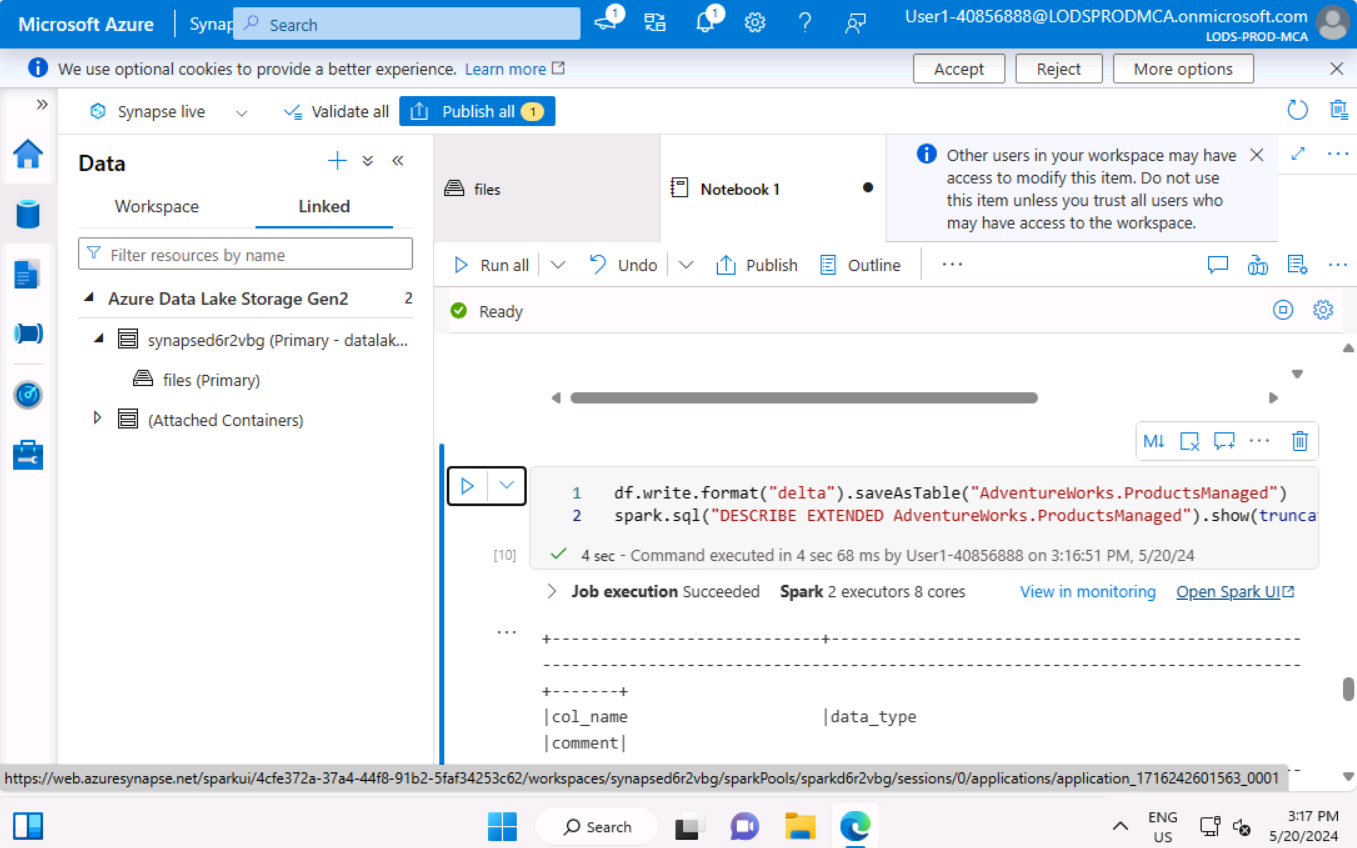 Microsoft Azure
Synap
Search
1
1
User1-40856888@LODSPRODMCA.onmicrosoft.com
LODS-PROD-MCA
We use optional cookies to provide a better experience. Learn more
Accept
Reject
More options
Synapse live
Validate all
Publish all 1
Data
Workspace
Linked
Filter resources by name
Azure Data Lake Storage Gen2 2
synapsed6r2vbg (Primary - datalak...
files (Primary)
(Attached Containers)
files
Notebook 1
Other users in your workspace may have
access to modify this item. Do not use
this item unless you trust all users who
may have access to the workspace.
Run all
Undo
Publish
Outline
Ready
M↓
1 df.write.format("delta").saveAsTable("AdventureWorks.ProductsManaged")
2 spark.sql("DESCRIBE EXTENDED AdventureWorks.ProductsManaged").show(trunca
[10]
4 sec - Command executed in 4 sec 68 ms by User1-40856888 on 3:16:51 PM, 5/20/24
Job execution Succeeded Spark 2 executors 8 cores View in monitoring Open Spark UI
+----------------------------+------------------------------------------------
--------------------------------------------------------------------------------
+-------+
|col_name |data_type
|comment|
https://web.azuresynapse.net/sparkui/4cfe372a-37a4-44f8-91b2-5faf34253c62/workspaces/synapsed6r2vbg/sparkPools/sparkd6r2vbg/sessions/0/applications/application_1716242601563_0001
Search
ENG
US
3:17 PM
5/20/2024